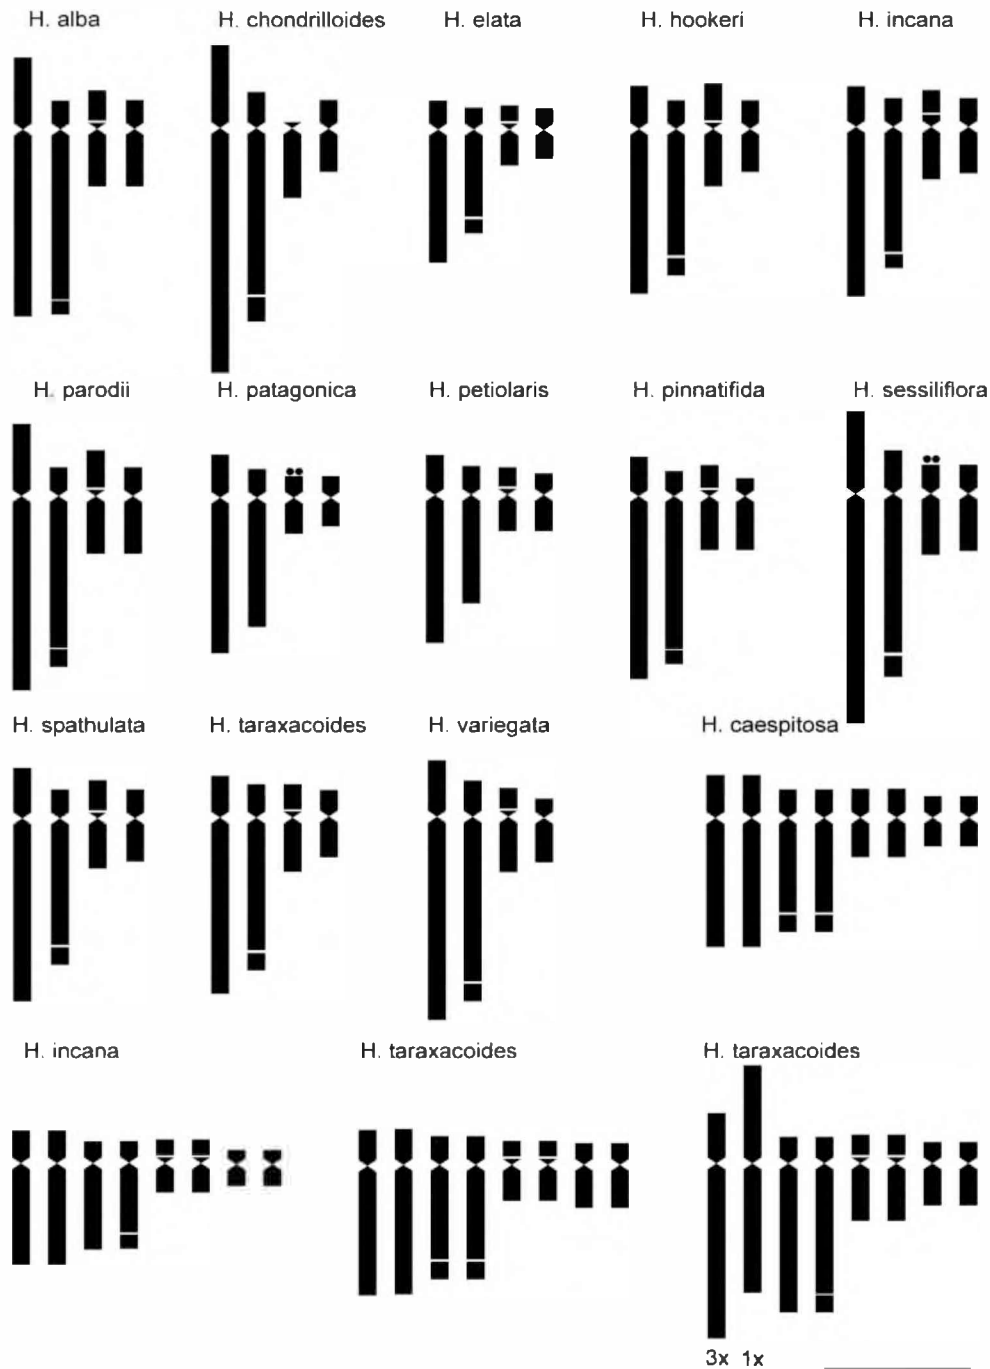 H. alba
H. chondrilloides
H. elata
H. hookeri
H. incana
H. parodii
H. patagonica
H. petiolaris
H. pinnatifida
H. sessiliflora
H. spathulata
H. taraxacoides
H. variegata
H. caespitosa
H. incana
H. taraxacoides
H. taraxacoides
3x 1x